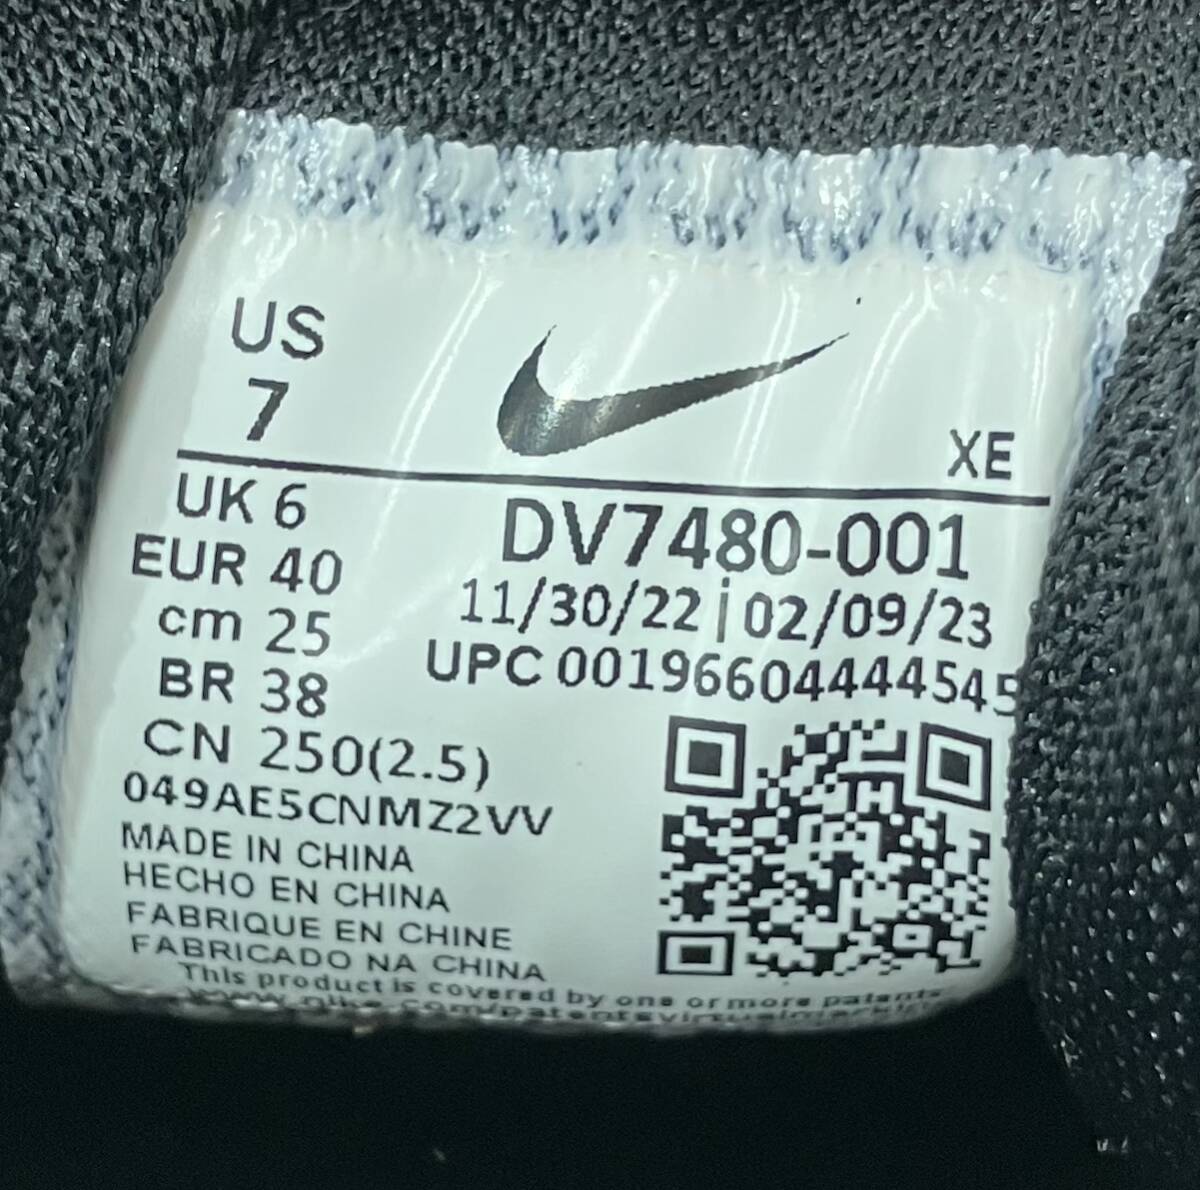 US
7
XE
UK 6
EUR 40
cm 25
BR 38
CN 250(2.5)
DV7480-001
11/30/22 | 02/09/23
UPC 00196604444545
049AE5CNMZ2VV
MADE IN CHINA
HECHO EN CHINA
FABRIQUE EN CHINE
FABRICADO NA CHINA
This product is covered by one or more patents